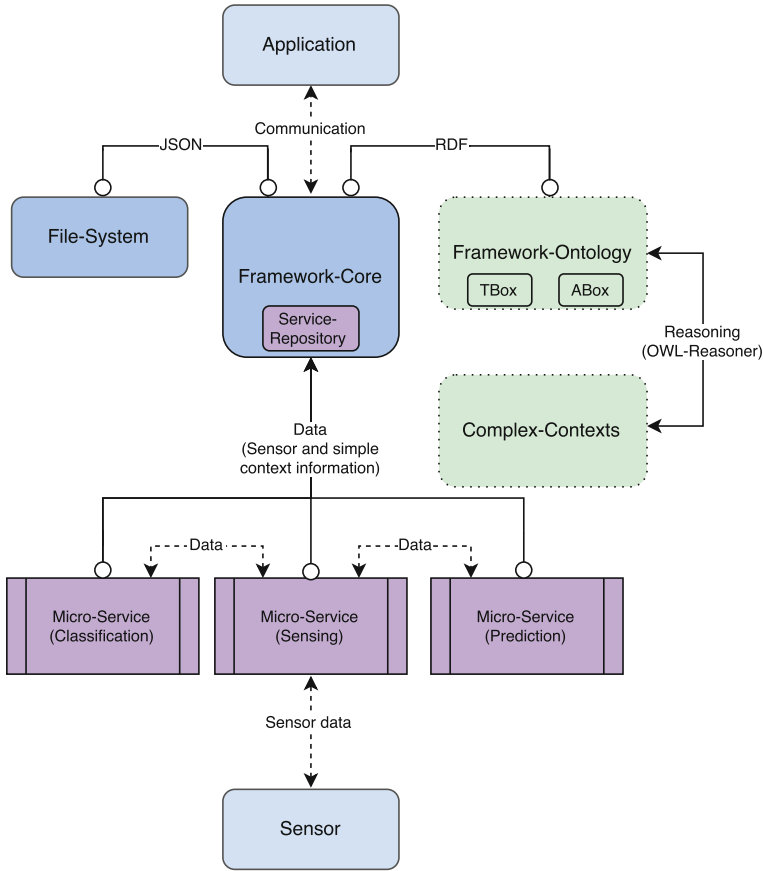 Application
Communication
JSON
RDF
File-System
Framework-Core
Service-
Repository
Framework-Ontology
TBox
ABox
Reasoning
(OWL-Reasoner)
Complex-Contexts
Data
(Sensor and simple
context information)
Data
Data
Micro-Service
(Classification)
Micro-Service
(Sensing)
Micro-Service
(Prediction)
Sensor data
Sensor